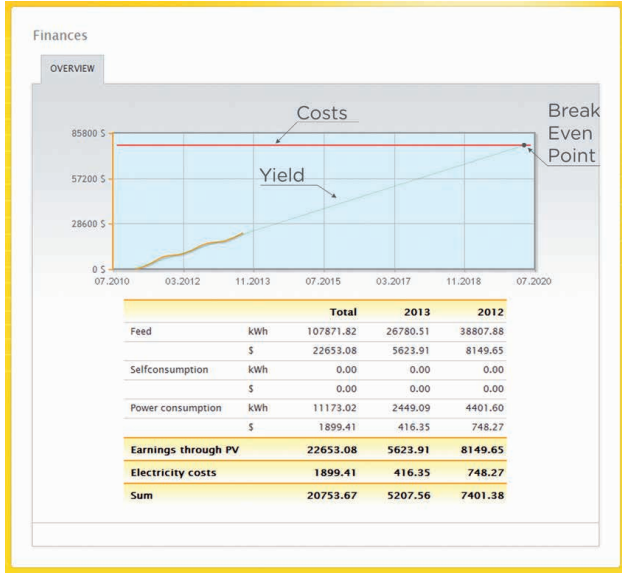 Finances
OVERVIEW
Costs
Break
Even
Point
Yield
85800 $
57200 $
28600 $
0 $
07.2010 03.2012 11.2013 07.2015 03.2017 11.2018 07.2020
Total 2013 2012
Feed kWh 107871.82 26780.51 38807.88
$ 22653.08 5623.91 8149.65
Selfconsumption kWh 0.00 0.00 0.00
$ 0.00 0.00 0.00
Power consumption kWh 11173.02 2449.09 4401.60
$ 1899.41 416.35 748.27
Earnings through PV 22653.08 5623.91 8149.65
Electricity costs 1899.41 416.35 748.27
Sum 20753.67 5207.56 7401.38